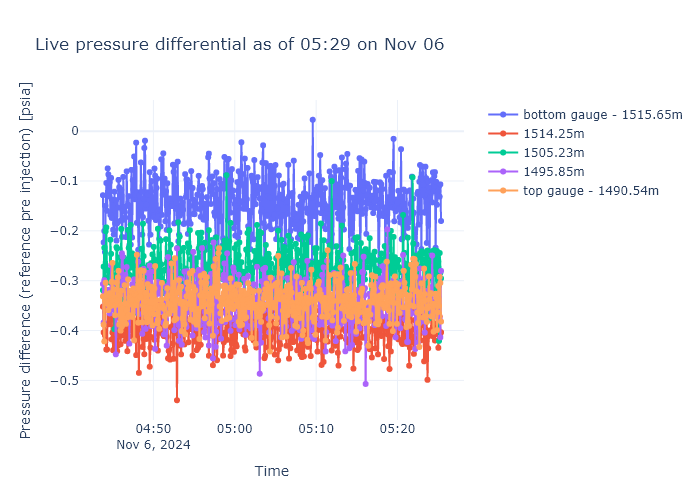 Live pressure differential as of 05:29 on Nov 06
Pressure difference (reference pre injection) [psia]
0
−0.1
−0.2
−0.3
−0.4
−0.5
04:50
Nov 6, 2024
05:00
05:10
05:20
Time
bottom gauge - 1515.65m
1514.25m
1505.23m
1495.85m
top gauge - 1490.54m